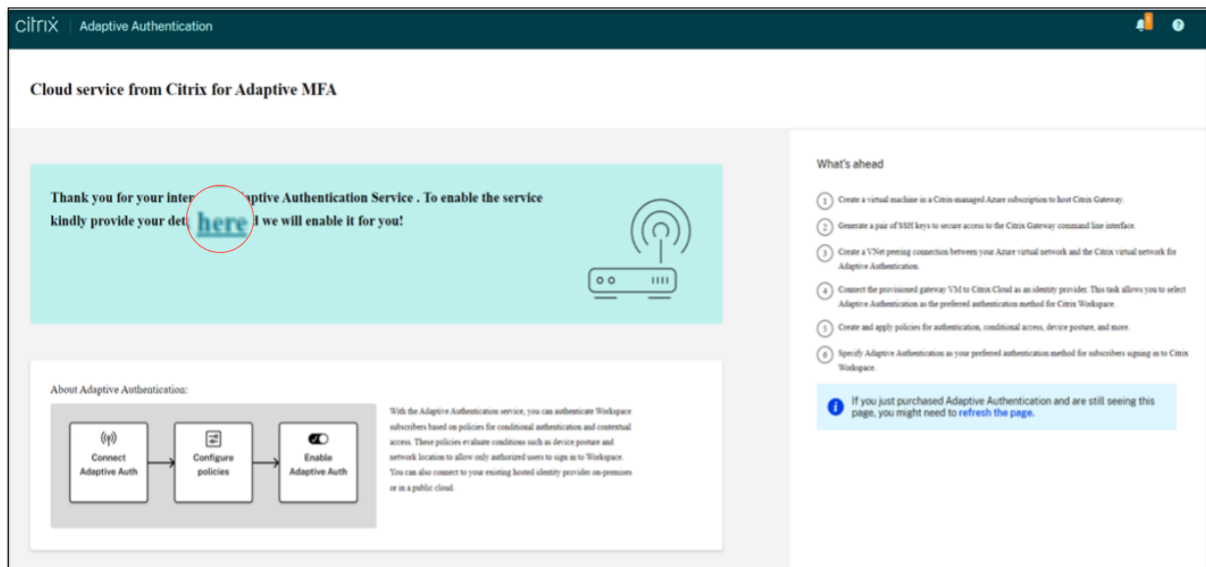 citrix Adaptive Authentication
Cloud service from Citrix for Adaptive MFA
Thank you for your inter aptive Authentication Service . To enable the service
kindly provide your det here d we will enable it for you!
About Adaptive Authentication:
Connect
Adaptive Auth
Configure
policies
Enable
Adaptive Auth
With the Adaptive Authentication service, you can authenticate Workspace
subscribers based on policies for conditional authentication and contextual
access. These policies evaluate conditions such as device posture and
network location to allow only authorized users to sign in to Workspace.
You can also connect to your existing hosted identity provider on-premises
or in a public cloud.
What's ahead
1 Create a virtual machine in a Citrix-managed Azure subscription to host Citrix Gateway.
2 Generate a pair of SSH keys to secure access to the Citrix Gateway command line interface.
3 Create a VNet peering connection between your Azure virtual network and the Citrix virtual network for
Adaptive Authentication.
4 Connect the provisioned gateway VM to Citrix Cloud as an identity provider. This task allows you to select
Adaptive Authentication as the preferred authentication method for Citrix Workspace.
5 Create and apply policies for authentication, conditional access, device posture, and more.
6 Specify Adaptive Authentication as your preferred authentication method for subscribers signing in to Citrix
Workspace.
If you just purchased Adaptive Authentication and are still seeing this
page, you might need to refresh the page.